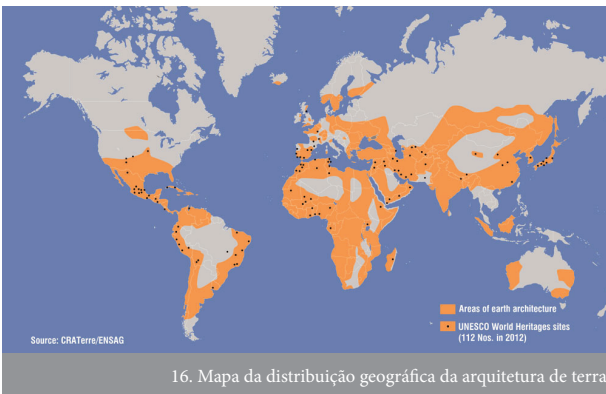 Areas of earth architecture
UNESCO World Heritages sites
(112 Nos. in 2012)
Source: CRATerre/ENSAG
16. Mapa da distribuição geográfica da arquitetura de terra